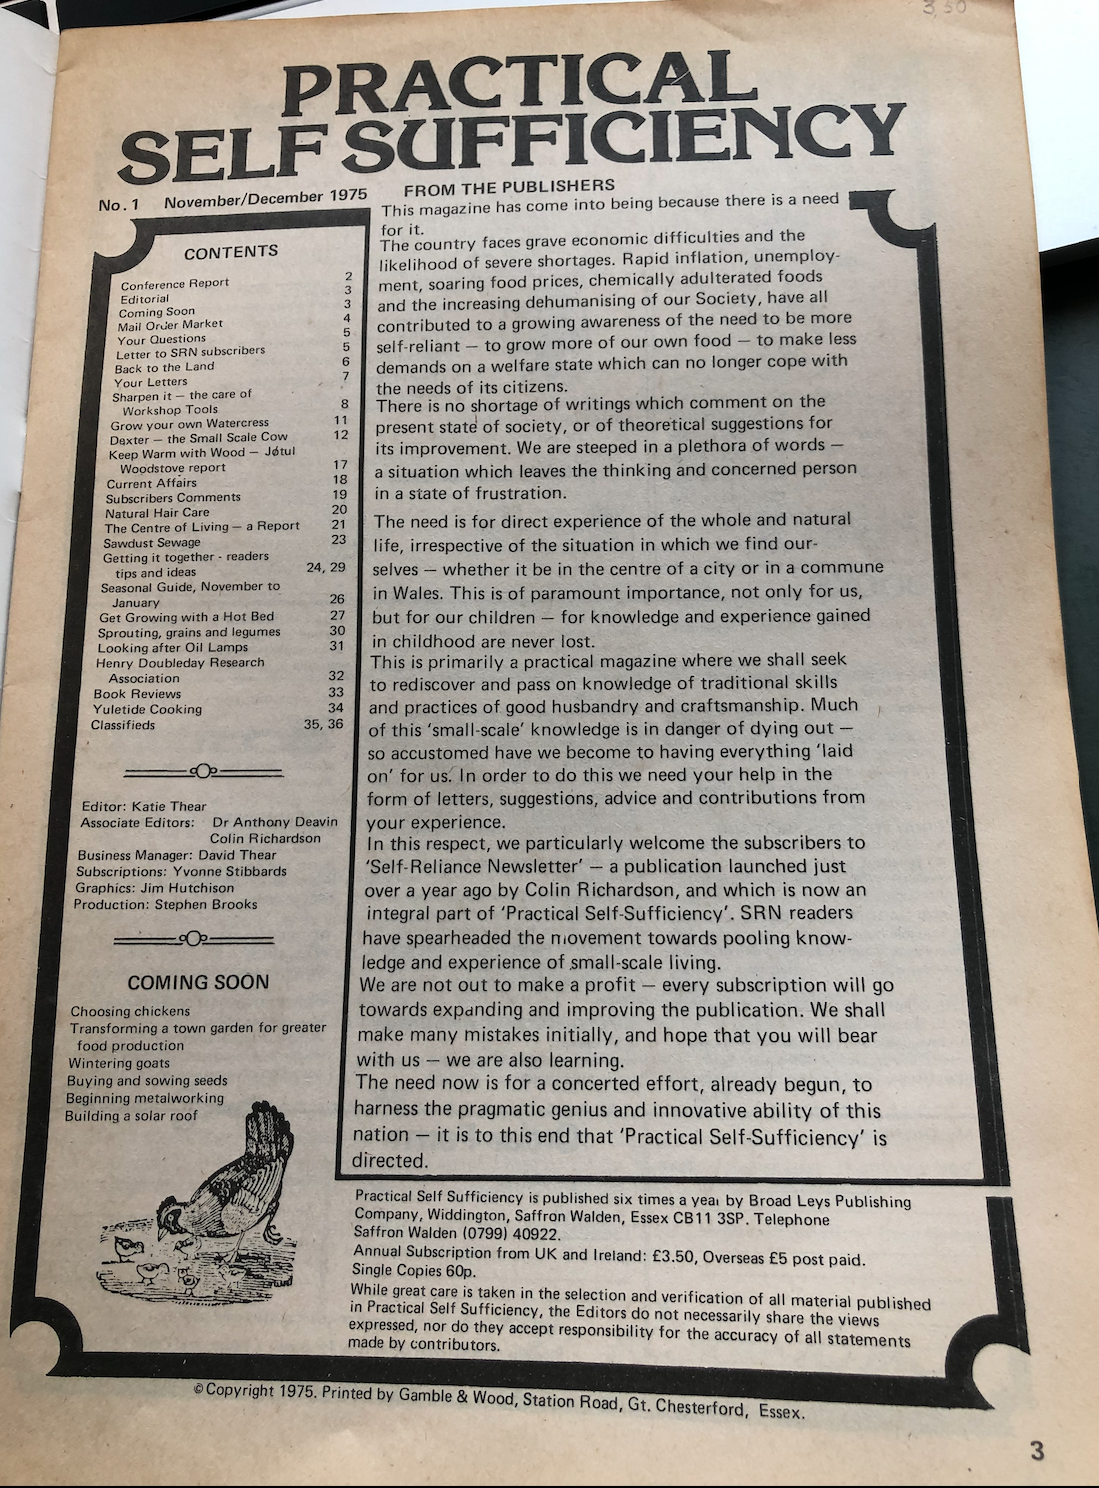 3.50
PRACTICAL
SELF SUFFICIENCY
No. 1 November/December 1975
CONTENTS
Conference Report 2
Editorial 3
Coming Soon 3
Mail Order Market 4
Your Questions 5
Letter to SRN subscribers 5
Back to the Land 6
Your Letters 7
Sharpen it — the care of
Workshop Tools 8
Grow your own Watercress 11
Dexter — the Small Scale Cow 12
Keep Warm with Wood — Jøtul
Woodstove report 17
Current Affairs 18
Subscribers Comments 19
Natural Hair Care 20
The Centre of Living — a Report 21
Sawdust Sewage 23
Getting it together - readers
tips and ideas 24, 29
Seasonal Guide, November to
January 26
Get Growing with a Hot Bed 27
Sprouting, grains and legumes 30
Looking after Oil Lamps 31
Henry Doubleday Research
Association 32
Book Reviews 33
Yuletide Cooking 34
Classifieds 35, 36
Editor: Katie Thear
Associate Editors: Dr Anthony Deavin
Colin Richardson
Business Manager: David Thear
Subscriptions: Yvonne Stibbards
Graphics: Jim Hutchison
Production: Stephen Brooks
COMING SOON
Choosing chickens
Transforming a town garden for greater
food production
Wintering goats
Buying and sowing seeds
Beginning metalworking
Building a solar roof
FROM THE PUBLISHERS
This magazine has come into being because there is a need
for it.
The country faces grave economic difficulties and the
likelihood of severe shortages. Rapid inflation, unemploy-
ment, soaring food prices, chemically adulterated foods
and the increasing dehumanising of our Society, have all
contributed to a growing awareness of the need to be more
self-reliant — to grow more of our own food — to make less
demands on a welfare state which can no longer cope with
the needs of its citizens.
There is no shortage of writings which comment on the
present state of society, or of theoretical suggestions for
its improvement. We are steeped in a plethora of words —
a situation which leaves the thinking and concerned person
in a state of frustration.
The need is for direct experience of the whole and natural
life, irrespective of the situation in which we find our-
selves — whether it be in the centre of a city or in a commune
in Wales. This is of paramount importance, not only for us,
but for our children — for knowledge and experience gained
in childhood are never lost.
This is primarily a practical magazine where we shall seek
to rediscover and pass on knowledge of traditional skills
and practices of good husbandry and craftsmanship. Much
of this ‘small-scale’ knowledge is in danger of dying out —
so accustomed have we become to having everything ‘laid
on’ for us. In order to do this we need your help in the
form of letters, suggestions, advice and contributions from
your experience.
In this respect, we particularly welcome the subscribers to
‘Self-Reliance Newsletter’ — a publication launched just
over a year ago by Colin Richardson, and which is now an
integral part of ‘Practical Self-Sufficiency’. SRN readers
have spearheaded the movement towards pooling know-
ledge and experience of small-scale living.
We are not out to make a profit — every subscription will go
towards expanding and improving the publication. We shall
make many mistakes initially, and hope that you will bear
with us — we are also learning.
The need now is for a concerted effort, already begun, to
harness the pragmatic genius and innovative ability of this
nation — it is to this end that ‘Practical Self-Sufficiency’ is
directed.
Practical Self Sufficiency is published six times a year by Broad Leys Publishing
Company, Widdington, Saffron Walden, Essex CB11 3SP. Telephone
Saffron Walden (0799) 40922.
Annual Subscription from UK and Ireland: £3.50, Overseas £5 post paid.
Single Copies 60p.
While great care is taken in the selection and verification of all material published
in Practical Self Sufficiency, the Editors do not necessarily share the views
expressed, nor do they accept responsibility for the accuracy of all statements
made by contributors.
©Copyright 1975. Printed by Gamble & Wood, Station Road, Gt. Chesterford, Essex.
3